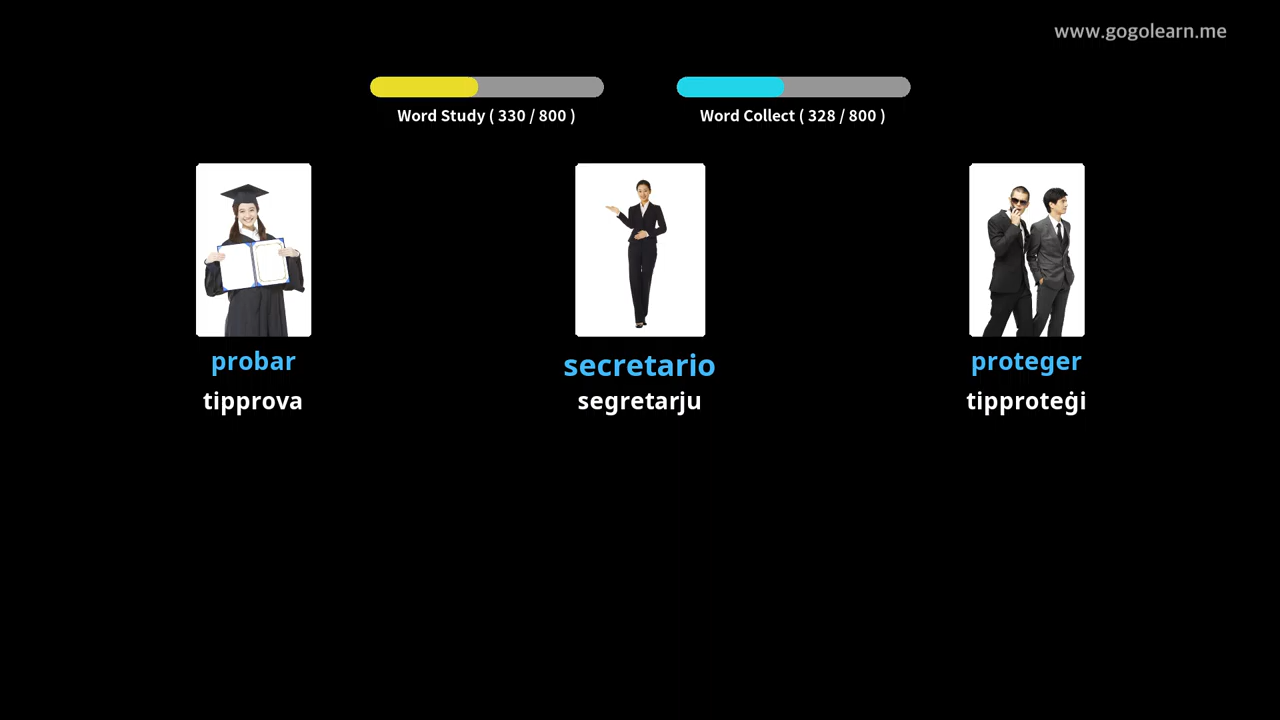 www.gogolearn.me
Word Study ( 330 / 800 )
Word Collect ( 328 / 800 )
probar
tipprova
secretario
segretarju
proteger
tipproteġi